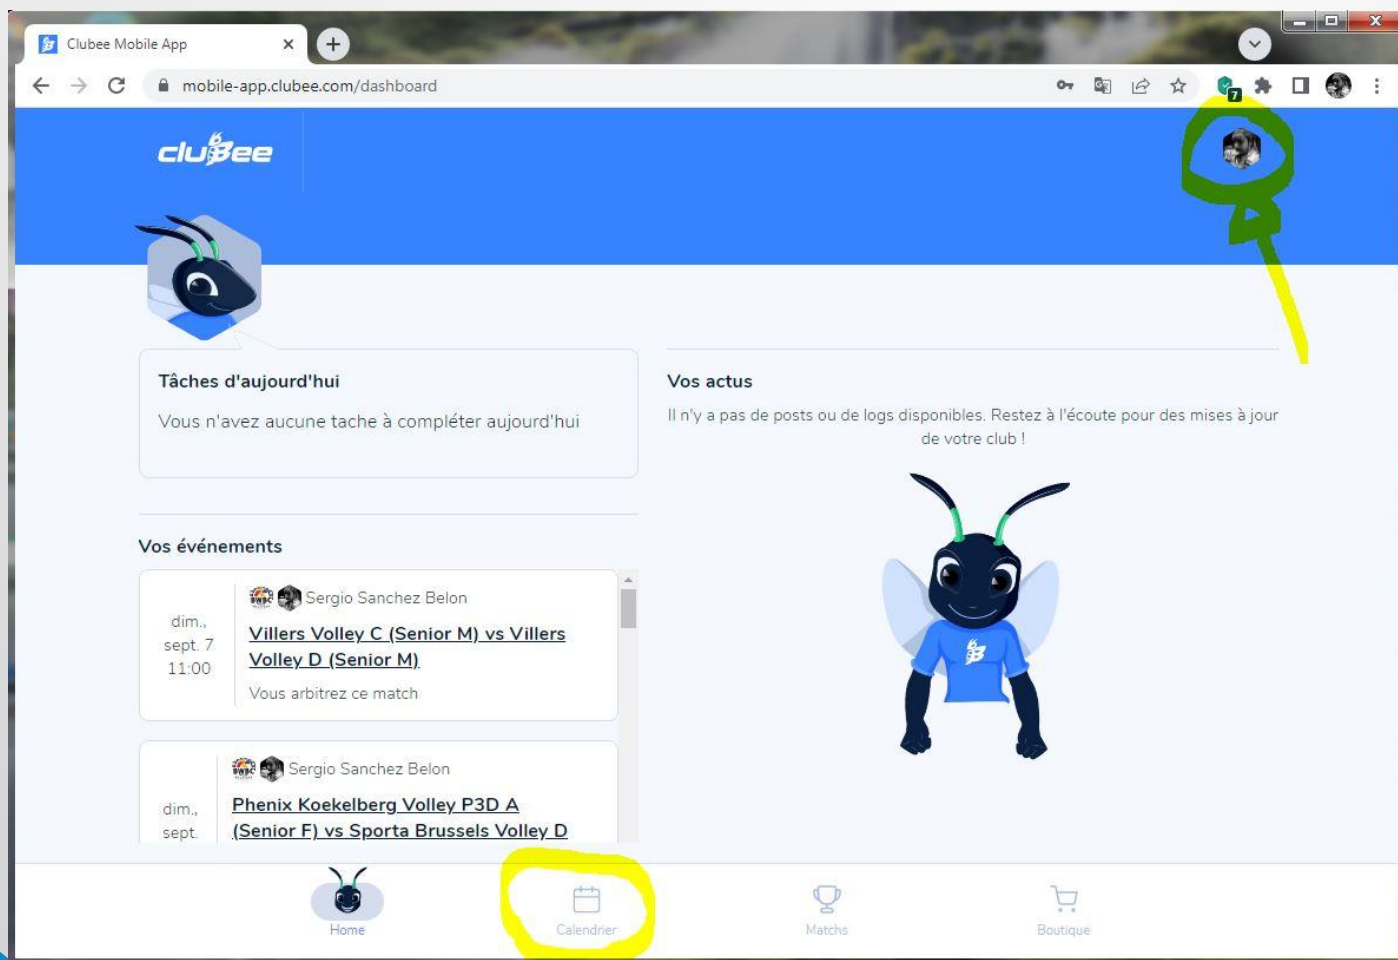 Clubee Mobile App
mobile-app.clubee.com/dashboard
7
cluBee
Tâches d'aujourd'hui
Vous n'avez aucune tache à compléter aujourd'hui
Vos actus
Il n'y a pas de posts ou de logs disponibles. Restez à l'écoute pour des mises à jour
de votre club !
Vos événements
dim.,
sept. 7
11:00
BWBC
Sergio Sanchez Belon
Villers Volley C (Senior M) vs Villers
Volley D (Senior M)
Vous arbitrez ce match
dim.,
sept.
BWBC
Sergio Sanchez Belon
Phenix Koekelberg Volley P3D A
(Senior F) vs Sporta Brussels Volley D
Home
Calendrier
Matchs
Boutique